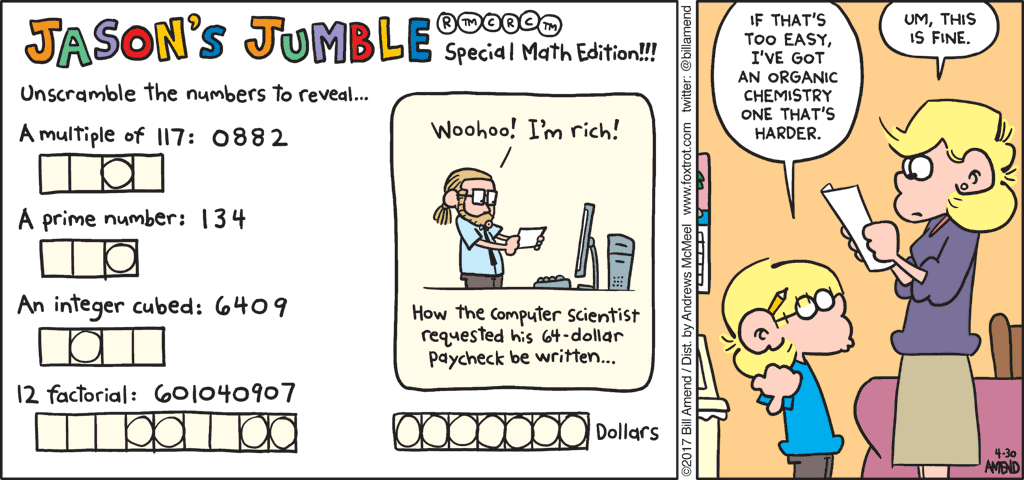 JASON'S JUMBLE ® ™ © ® © ™
Special Math Edition!!!
Unscramble the numbers to reveal...
A multiple of 117: 0882
A prime number: 134
An integer cubed: 6409
12 factorial: 601040907
Woohoo! I'm rich!
How the computer scientist
requested his 64-dollar
paycheck be written...
Dollars
©2017 Bill Amend / Dist. by Andrews McMeel www.foxtrot.com twitter: @billamend
IF THAT'S
TOO EASY,
I'VE GOT
AN ORGANIC
CHEMISTRY
ONE THAT'S
HARDER.
UM, THIS
IS FINE.
4-30
AMEND